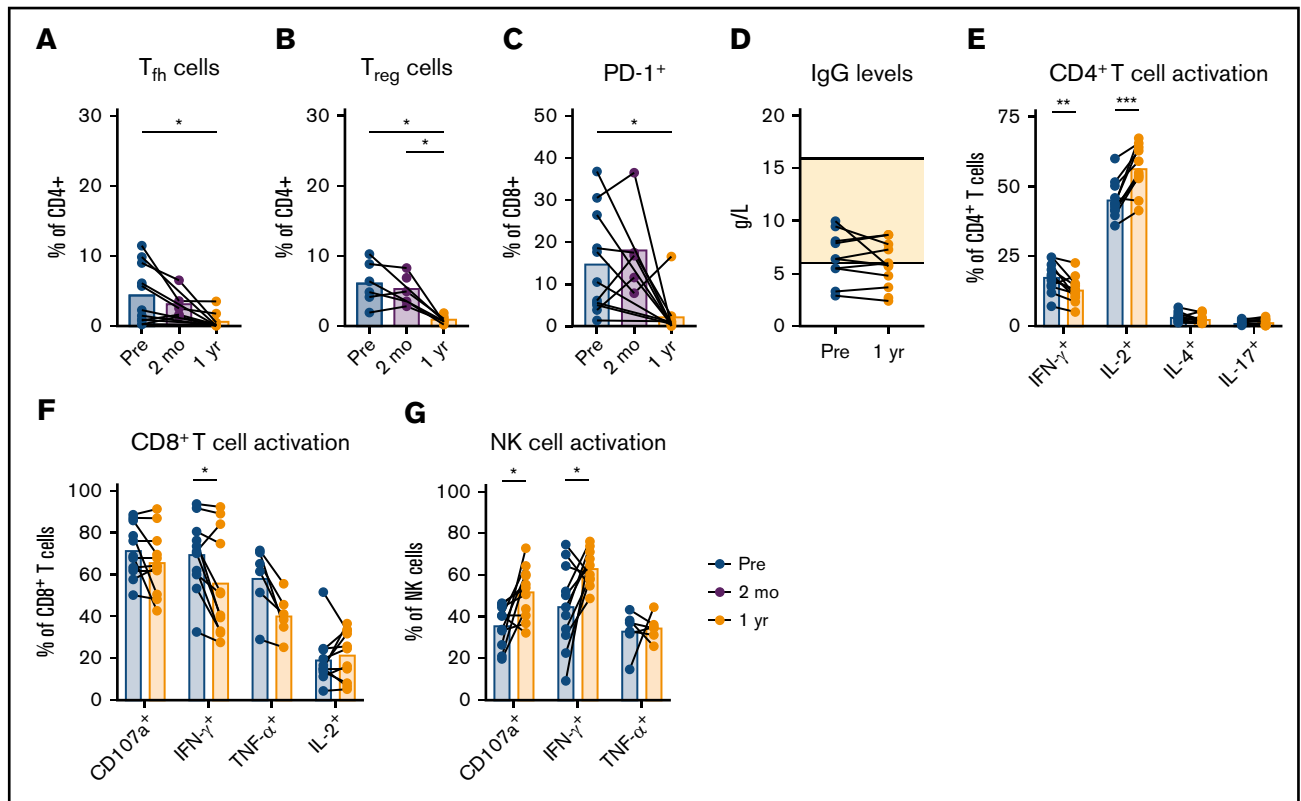 A
T_fh cells
*
30
20
10
0
% of CD4+
Pre
2 mo
1 yr
B
T_reg cells
*
*
30
20
10
0
% of CD4+
Pre
2 mo
1 yr
C
PD-1⁺
*
50
40
30
20
10
0
% of CD8+
Pre
2 mo
1 yr
D
IgG levels
20
15
10
5
0
g/L
Pre
1 yr
E
CD4⁺ T cell activation
**
***
75
50
25
0
% of CD4⁺ T cells
IFN-γ⁺
IL-2⁺
IL-4⁺
IL-17⁺
F
CD8⁺ T cell activation
*
100
80
60
40
20
0
% of CD8⁺ T cells
CD107a⁺
IFN-γ⁺
TNF-α⁺
IL-2⁺
G
NK cell activation
*
*
100
80
60
40
20
0
% of NK cells
CD107a⁺
IFN-γ⁺
TNF-α⁺
Pre
2 mo
1 yr